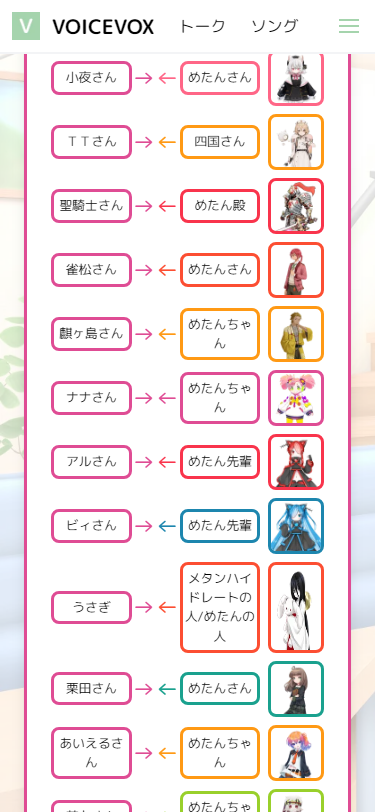 V VOICEVOX トーク ソング
小夜さん → ← めたんさん
ＴＴさん → ← 四国さん
聖騎士さん → ← めたん殿
雀松さん → ← めたんさん
麒ヶ島さん → ← めたんちゃ
ん
ナナさん → ← めたんちゃ
ん
アルさん → ← めたん先輩
ビィさん → ← めたん先輩
うさぎ → ← メタンハイ
ドレートの
人/めたんの
人
栗田さん → ← めたんさん
あいえるさ
ん → ← めたんちゃ
ん
めたんちゃ